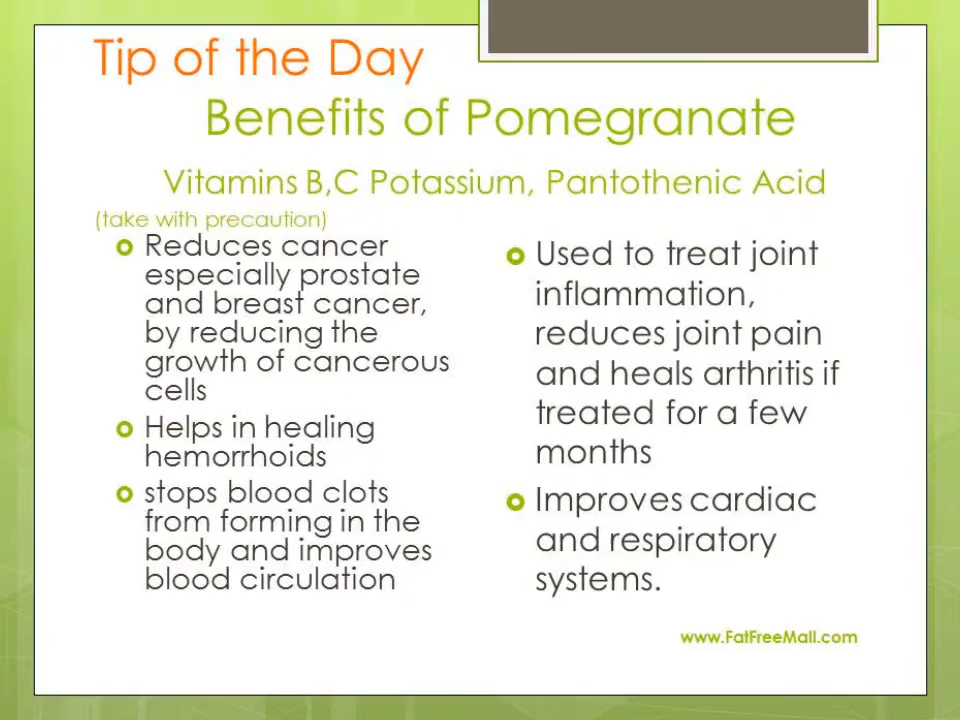 Tip of the Day
Benefits of Pomegranate
Vitamins B,C Potassium, Pantothenic Acid
(take with precaution)
Reduces cancer
especially prostate
and breast cancer,
by reducing the
growth of cancerous
cells
Helps in healing
hemorrhoids
stops blood clots
from forming in the
body and improves
blood circulation
Used to treat joint
inflammation,
reduces joint pain
and heals arthritis if
treated for a few
months
Improves cardiac
and respiratory
systems.
www.FatFreeMall.com